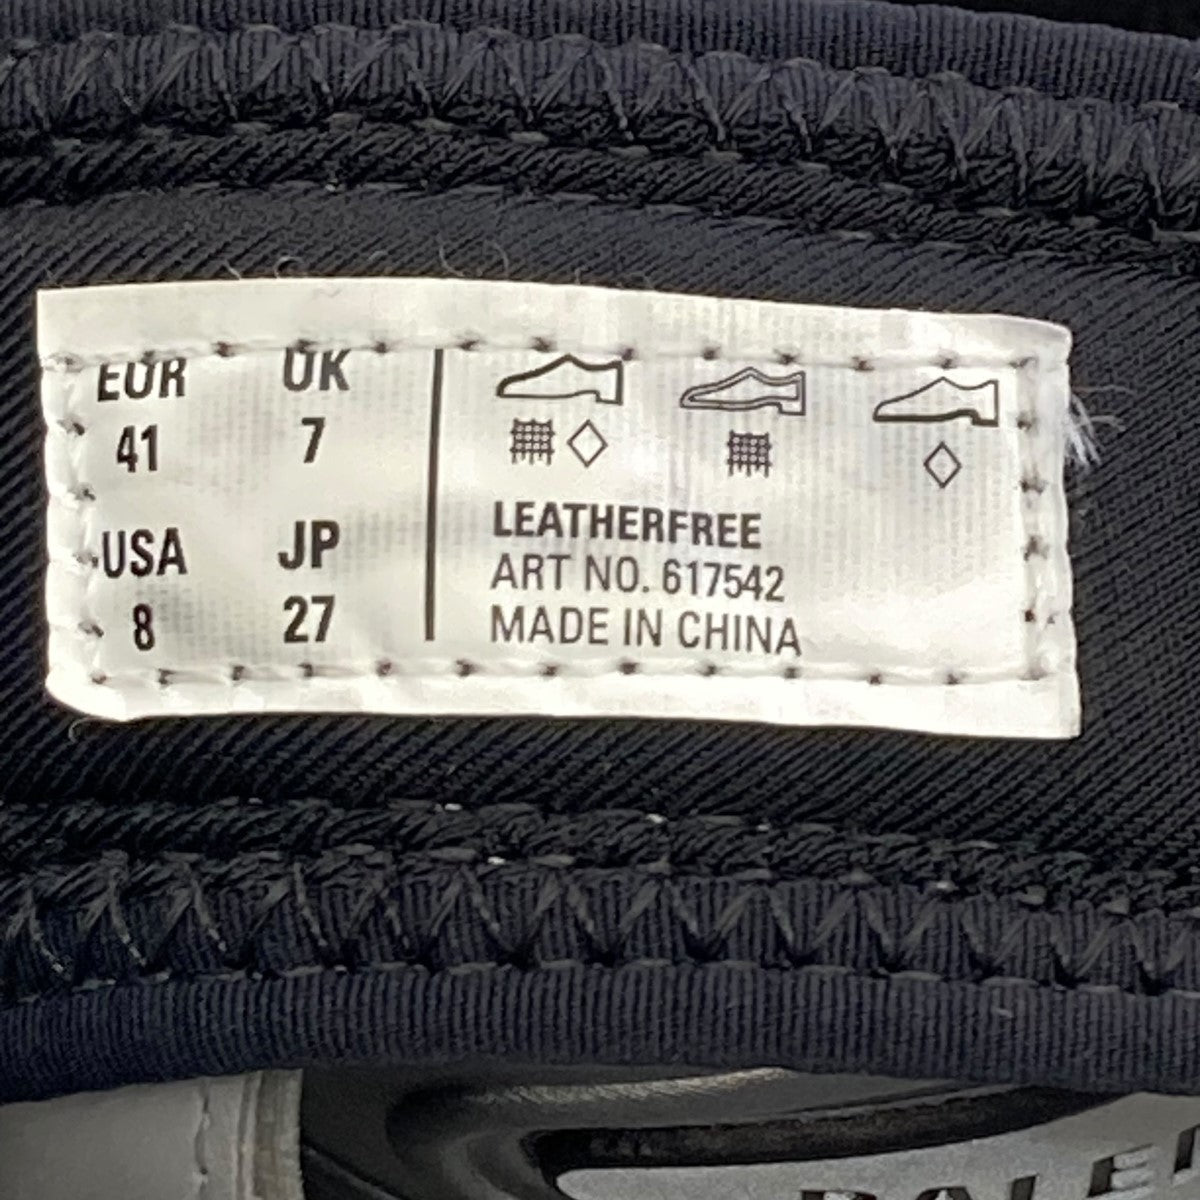 EUR UK
41 7
USA JP
8 27
LEATHERFREE
ART NO. 617542
MADE IN CHINA